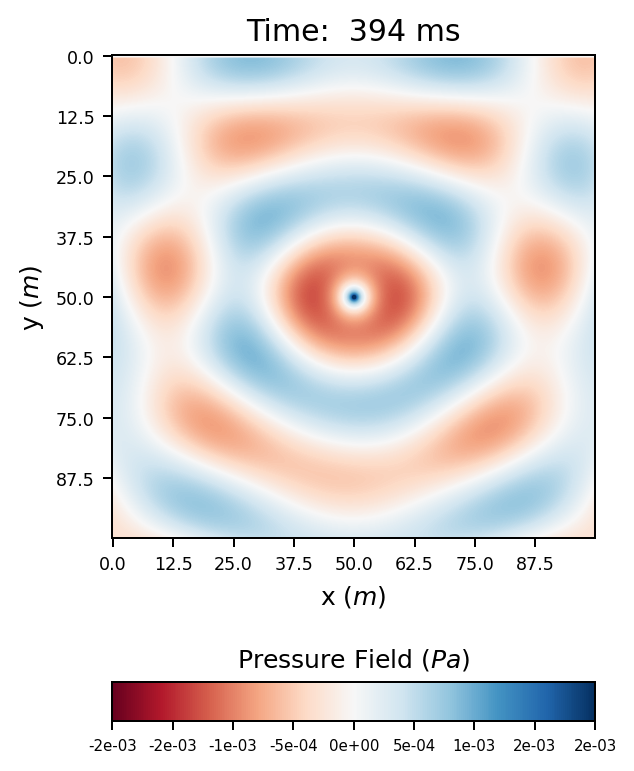 Time:  394 ms
0.0
12.5
25.0
37.5
50.0
62.5
75.0
87.5
y (m)
0.0 12.5 25.0 37.5 50.0 62.5 75.0 87.5
x (m)
Pressure Field (Pa)
-2e-03 -2e-03 -1e-03 -5e-04 0e+00 5e-04 1e-03 2e-03 2e-03